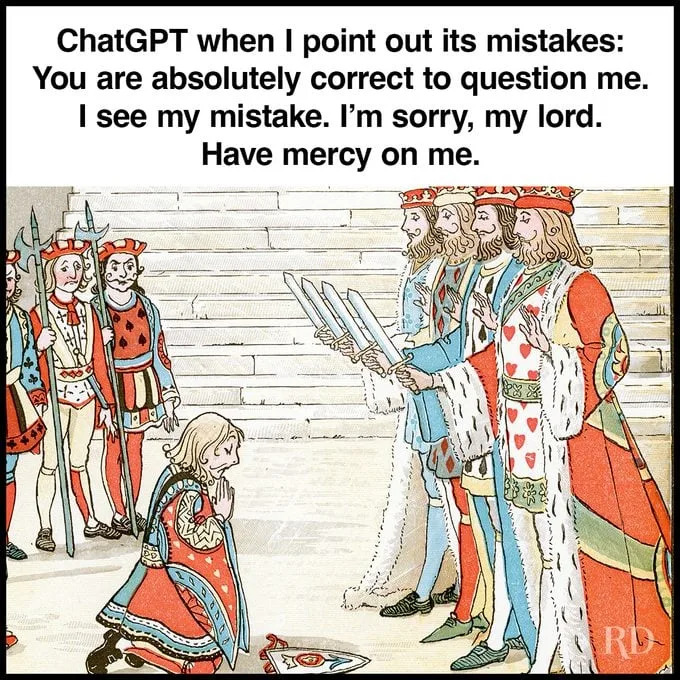 ChatGPT when I point out its mistakes:
You are absolutely correct to question me.
I see my mistake. I’m sorry, my lord.
Have mercy on me.
RD